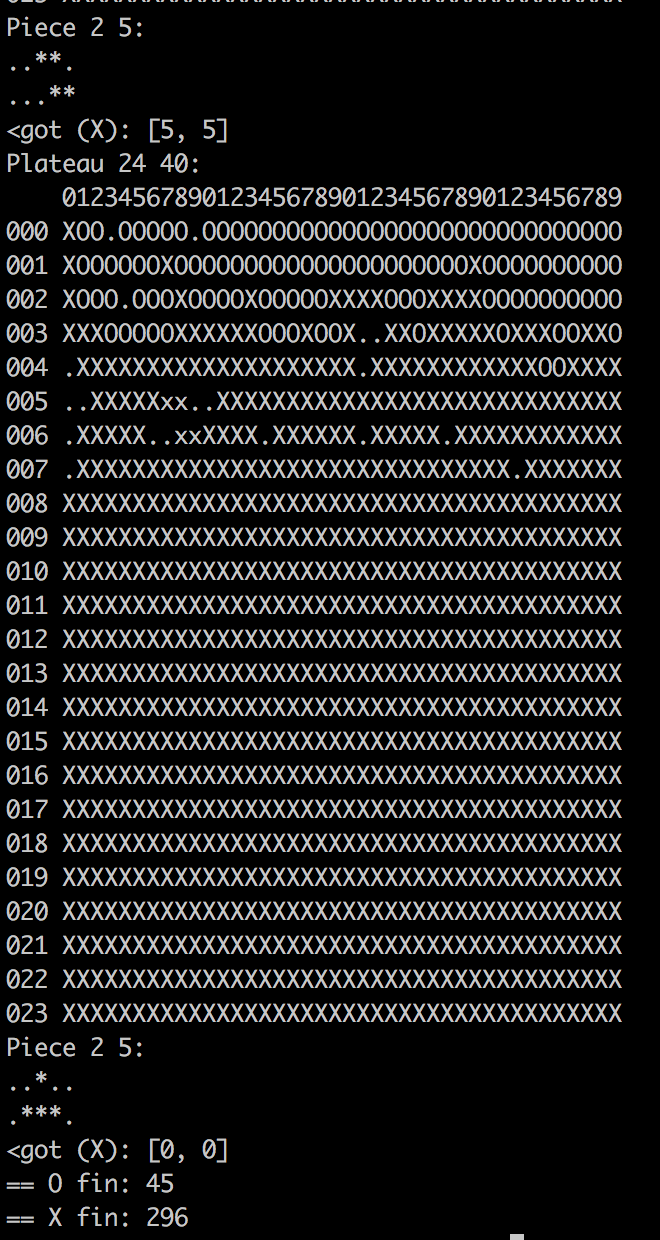 Piece 2 5:
..**.
...**
<got (X): [5, 5]
Plateau 24 40:
0123456789012345678901234567890123456789
000 XOO.OOOOO.OOOOOOOOOOOOOOOOOOOOOOOOOOOOOO
001 XOOOOOOXOOOOOOOOOOOOOOOOOOOOOXOOOOOOOOOO
002 XOOO.OOOXOOOOXOOOOOXXXXOOOXXXXOOOOOOOOOO
003 XXXOOOOOXXXXXXOOOXOOX..XXOXXXXXOXXXOOXXO
004 .XXXXXXXXXXXXXXXXXXXX.XXXXXXXXXXXXOOXXXX
005 ..XXXXXxx..XXXXXXXXXXXXXXXXXXXXXXXXXXXXX
006 .XXXXX..xxXXXX.XXXXXX.XXXXX.XXXXXXXXXXXX
007 .XXXXXXXXXXXXXXXXXXXXXXXXXXXXXXX.XXXXXXX
008 XXXXXXXXXXXXXXXXXXXXXXXXXXXXXXXXXXXXXXXX
009 XXXXXXXXXXXXXXXXXXXXXXXXXXXXXXXXXXXXXXXX
010 XXXXXXXXXXXXXXXXXXXXXXXXXXXXXXXXXXXXXXXX
011 XXXXXXXXXXXXXXXXXXXXXXXXXXXXXXXXXXXXXXXX
012 XXXXXXXXXXXXXXXXXXXXXXXXXXXXXXXXXXXXXXXX
013 XXXXXXXXXXXXXXXXXXXXXXXXXXXXXXXXXXXXXXXX
014 XXXXXXXXXXXXXXXXXXXXXXXXXXXXXXXXXXXXXXXX
015 XXXXXXXXXXXXXXXXXXXXXXXXXXXXXXXXXXXXXXXX
016 XXXXXXXXXXXXXXXXXXXXXXXXXXXXXXXXXXXXXXXX
017 XXXXXXXXXXXXXXXXXXXXXXXXXXXXXXXXXXXXXXXX
018 XXXXXXXXXXXXXXXXXXXXXXXXXXXXXXXXXXXXXXXX
019 XXXXXXXXXXXXXXXXXXXXXXXXXXXXXXXXXXXXXXXX
020 XXXXXXXXXXXXXXXXXXXXXXXXXXXXXXXXXXXXXXXX
021 XXXXXXXXXXXXXXXXXXXXXXXXXXXXXXXXXXXXXXXX
022 XXXXXXXXXXXXXXXXXXXXXXXXXXXXXXXXXXXXXXXX
023 XXXXXXXXXXXXXXXXXXXXXXXXXXXXXXXXXXXXXXXX
Piece 2 5:
..*..
.***.
<got (X): [0, 0]
== O fin: 45
== X fin: 296